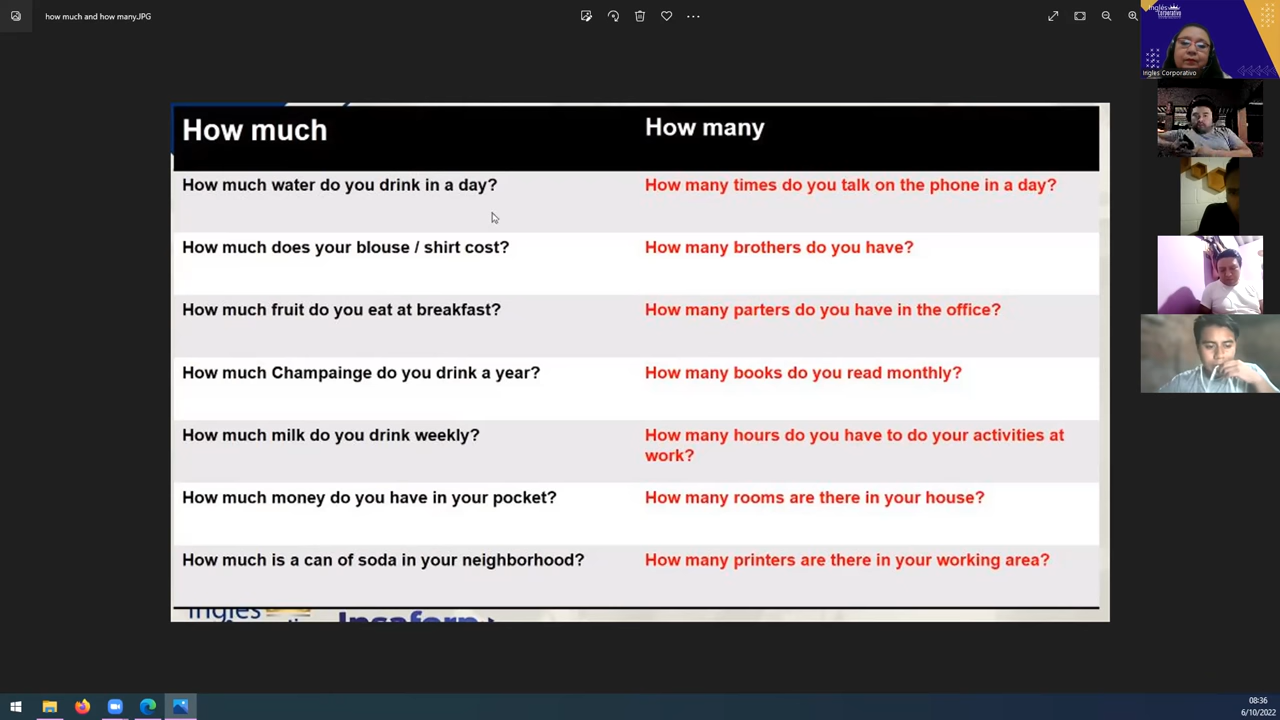 how much and how many.JPG
Inglés
Corporativo
Ingles Corporativo
How much How many
How much water do you drink in a day? How many times do you talk on the phone in a day?
How much does your blouse / shirt cost? How many brothers do you have?
How much fruit do you eat at breakfast? How many parters do you have in the office?
How much Champainge do you drink a year? How many books do you read monthly?
How much milk do you drink weekly? How many hours do you have to do your activities at
work?
How much money do you have in your pocket? How many rooms are there in your house?
How much is a can of soda in your neighborhood? How many printers are there in your working area?
Ingles
Insaforp
08:36
6/10/2022